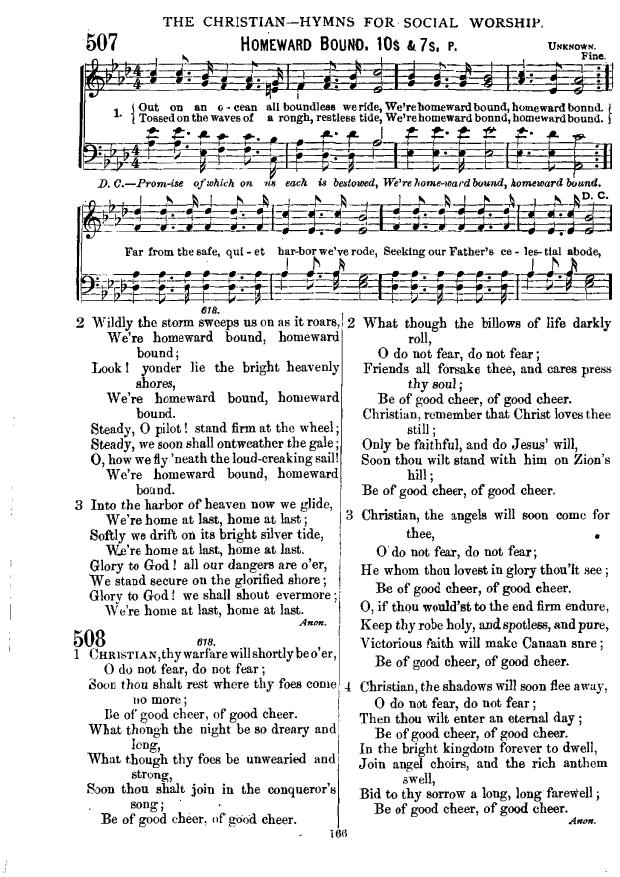 THE CHRISTIAN—HYMNS FOR SOCIAL WORSHIP.
507
HOMEWARD BOUND. 10s & 7s. P.
UNKNOWN.
Fine.
1. { Out on an o-cean all boundless we ride, We're homeward bound, homeward bonnd. {
{ Tossed on the waves of a rongh, restless tide, We're homeward bonnd, homeward bound. }
D. C.—Prom-ise of which on us each is bestowed, We're home-ward bound, homeward bound.
D. C.
Far from the safe, qui-et harbor we've rode, Seeking our Father's ce-les-tial abode,
618.
2 Wildly the storm sweeps us on as it roars,
We're homeward bound, homeward
bound;
Look! yonder lie the bright heavenly
shores,
We're homeward bound, homeward
bound.
Steady, O pilot! stand firm at the wheel;
Steady, we soon shall outweather the gale;
O, how we fly 'neath the loud-creaking sail!
We're homeward bound, homeward
bound.
3 Into the harbor of heaven now we glide,
We're home at last, home at last;
Softly we drift on its bright silver tide,
We're home at last, home at last.
Glory to God! all our dangers are o'er,
We stand secure on the glorified shore;
Glory to God! we shall shout evermore;
We're home at last, home at last.
Anon.
508
618.
1 CHRISTIAN, thy warfare will shortly be o'er,
O do not fear, do not fear;
Soon thou shalt rest where thy foes come
no more;
Be of good cheer, of good cheer.
What thongh the night be so dreary and
long,
What though thy foes be unwearied and
strong,
Soon thou shalt join in the conqueror's
song;
Be of good cheer, of good cheer.
2 What though the billows of life darkly
roll,
O do not fear, do not fear;
Friends all forsake thee, and cares press
thy soul;
Be of good cheer, of good cheer.
Christian, remember that Christ loves thee
still;
Only be faithful, and do Jesus' will,
Soon thou wilt stand with him on Zion's
hill;
Be of good cheer, of good cheer.
3 Christian, the angels will soon come for
thee,
O do not fear, do not fear;
He whom thou lovest in glory thou'lt see;
Be of good cheer, of good cheer.
O, if thou would'st to the end firm endure,
Keep thy robe holy, and spotless, and pure,
Victorious faith will make Canaan snre;
Be of good cheer, of good cheer.
4 Christian, the shadows will soon flee away,
O do not fear, do not fear;
Then thou wilt enter an eternal day;
Be of good cheer, of good cheer.
In the bright kingdom forever to dwell,
Join angel choirs, and the rich anthem
swell,
Bid to thy sorrow a long, long farewell;
Be of good cheer, of good cheer.
Anon.
166